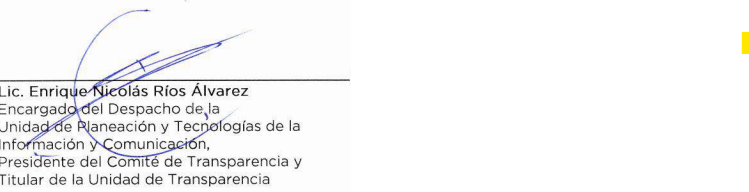 Lic. Enrique Nicolás Ríos Álvarez
Encargado del Despacho de la
Unidad de Planeación y Tecnologías de la
Información y Comunicación,
Presidente del Comité de Transparencia y
Titular de la Unidad de Transparencia